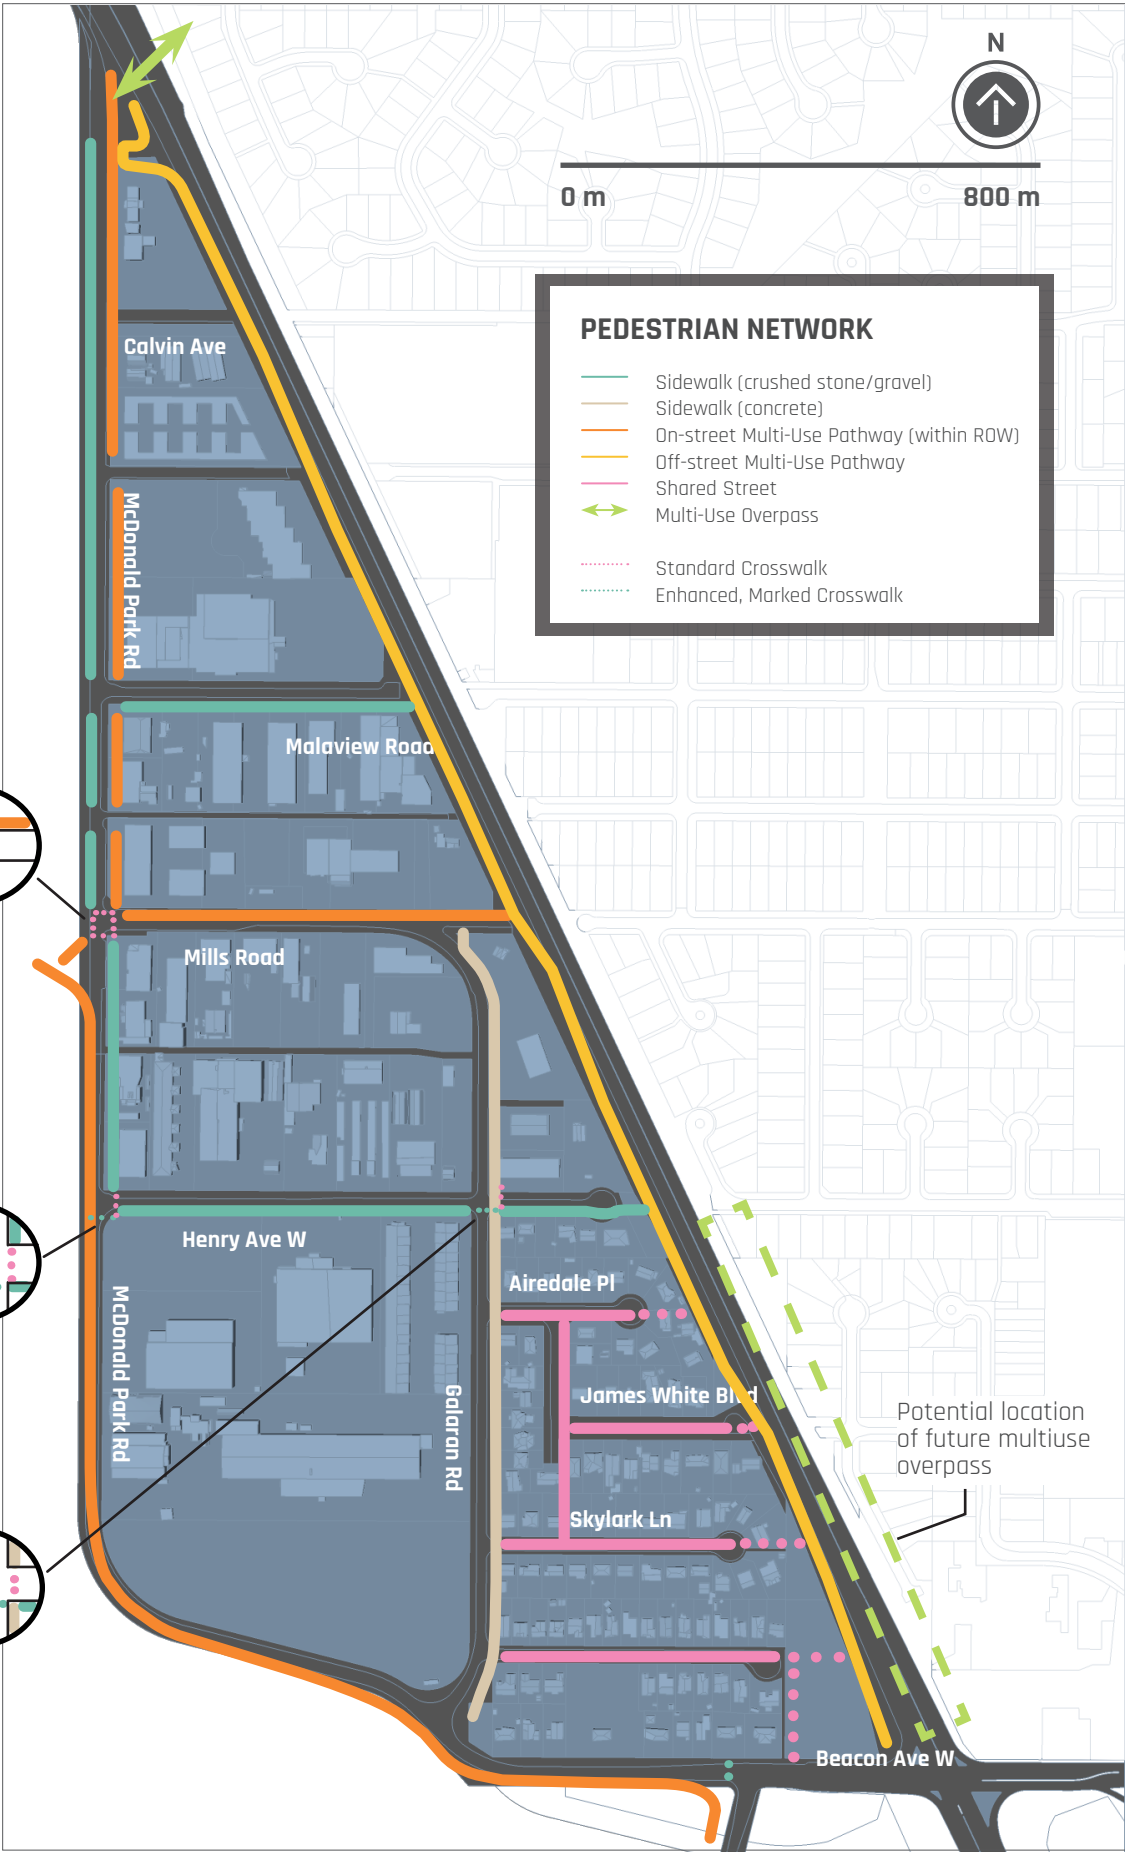 N
0 m
800 m
PEDESTRIAN NETWORK
Sidewalk (crushed stone/gravel)
Sidewalk (concrete)
On-street Multi-Use Pathway (within ROW)
Off-street Multi-Use Pathway
Shared Street
Multi-Use Overpass
Standard Crosswalk
Enhanced, Marked Crosswalk
Calvin Ave
McDonald Park Rd
Malaview Road
Mills Road
Henry Ave W
Airedale Pl
McDonald Park Rd
Galaran Rd
James White Blvd
Potential location
of future multiuse
overpass
Skylark Ln
Beacon Ave W